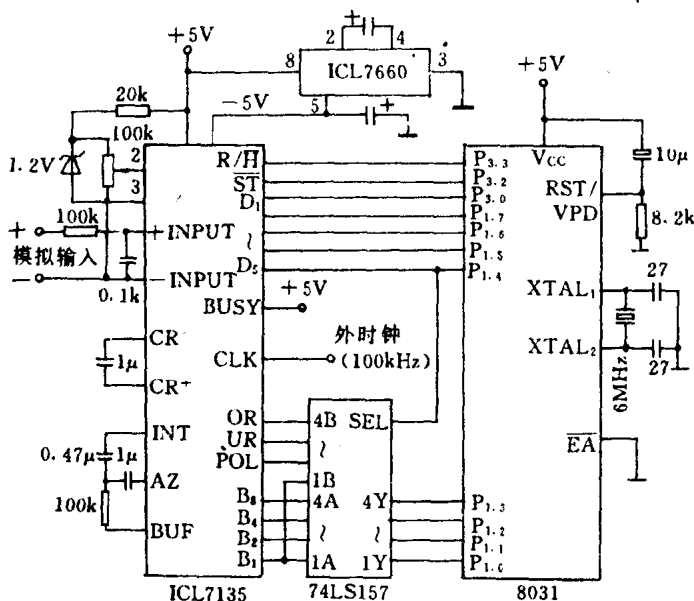 +5V
2
4
8
ICL7660
3
5
−5V
20k
100k
1.2V
2
3
100k
+
模拟输入
−
0.1k
+INPUT
−INPUT
BUSY
+5V
CLK
外时钟
(100kHz)
CR
1μ
CR⁺
INT
0.47μ
1μ
AZ
100k
BUF
R/H̅
S̅T̅
D₁
~
D₅
OR
UR
POL
B₈
B₄
B₂
B₁
ICL7135
4B
SEL
~
1B
4A
4Y
~
~
1A
1Y
74LS157
P₃.₃
P₃.₂
P₃.₀
P₁.₇
P₁.₆
P₁.₅
P₁.₄
P₁.₃
P₁.₂
P₁.₁
P₁.₀
8031
+5V
V_CC
10μ
RST/
VPD
8.2k
XTAL₁
27
XTAL₂
27
6MHz
E̅A̅